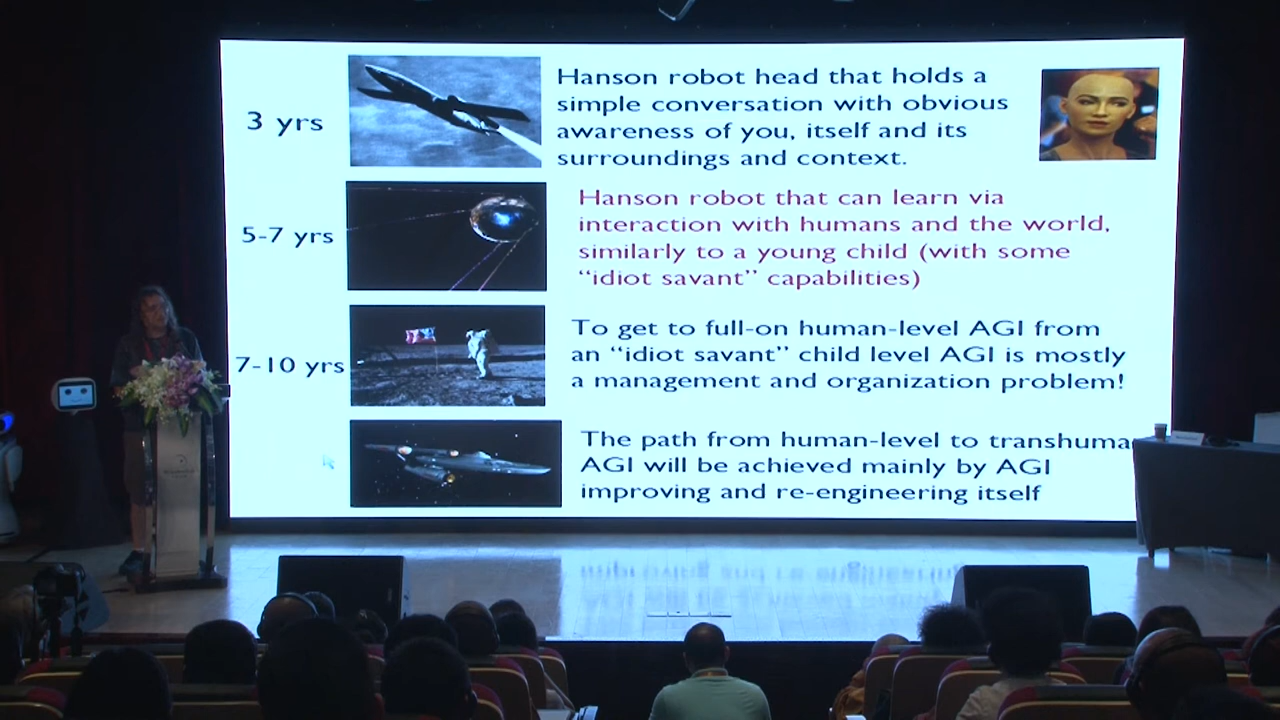 3 yrs
Hanson robot head that holds a
simple conversation with obvious
awareness of you, itself and its
surroundings and context.
5-7 yrs
Hanson robot that can learn via
interaction with humans and the world,
similarly to a young child (with some
“idiot savant” capabilities)
7-10 yrs
To get to full-on human-level AGI from
an “idiot savant” child level AGI is mostly
a management and organization problem!
The path from human-level to transhuma
AGI will be achieved mainly by AGI
improving and re-engineering itself